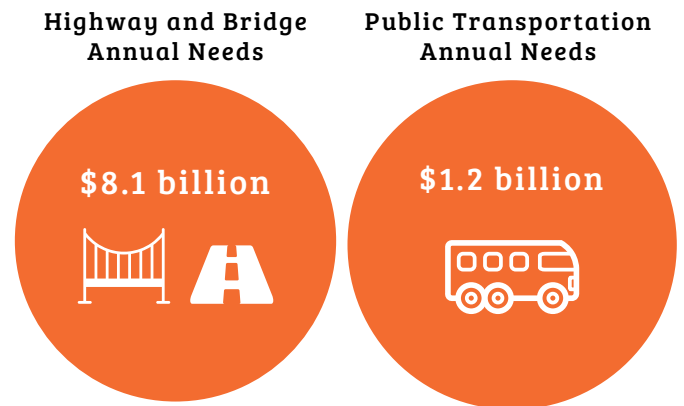 Highway and Bridge
Annual Needs
$8.1 billion
Public Transportation
Annual Needs
$1.2 billion